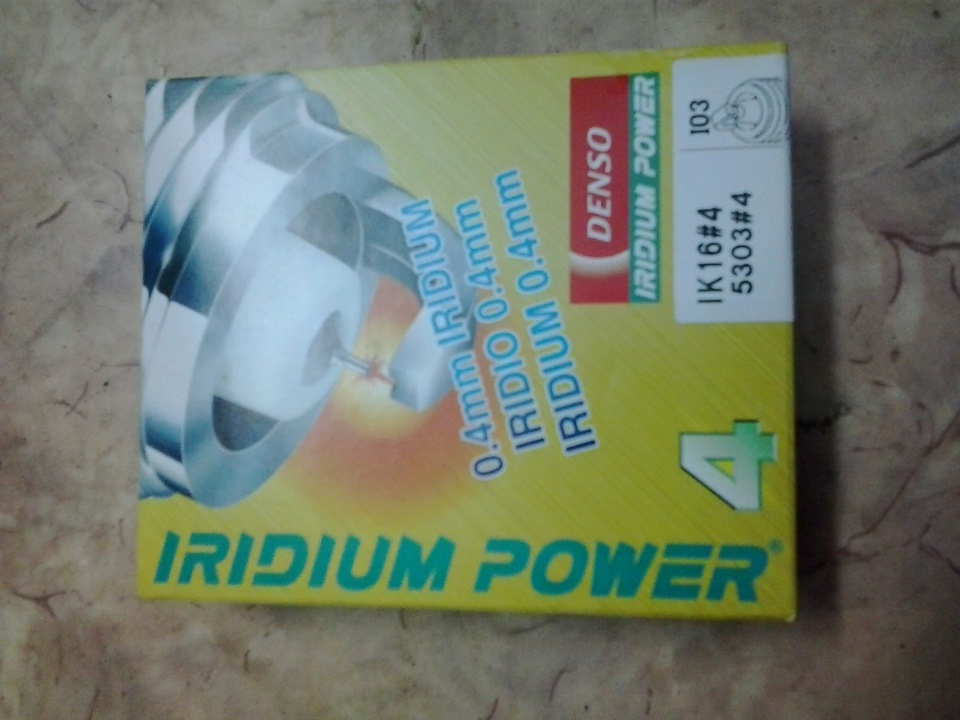 IRIDIUM POWER®
0.4mm IRIDIUM
IRIDIO 0.4mm
IRIDIUM 0.4mm
DENSO
IRIDIUM POWER
IK16#4
5303#4
I03
4